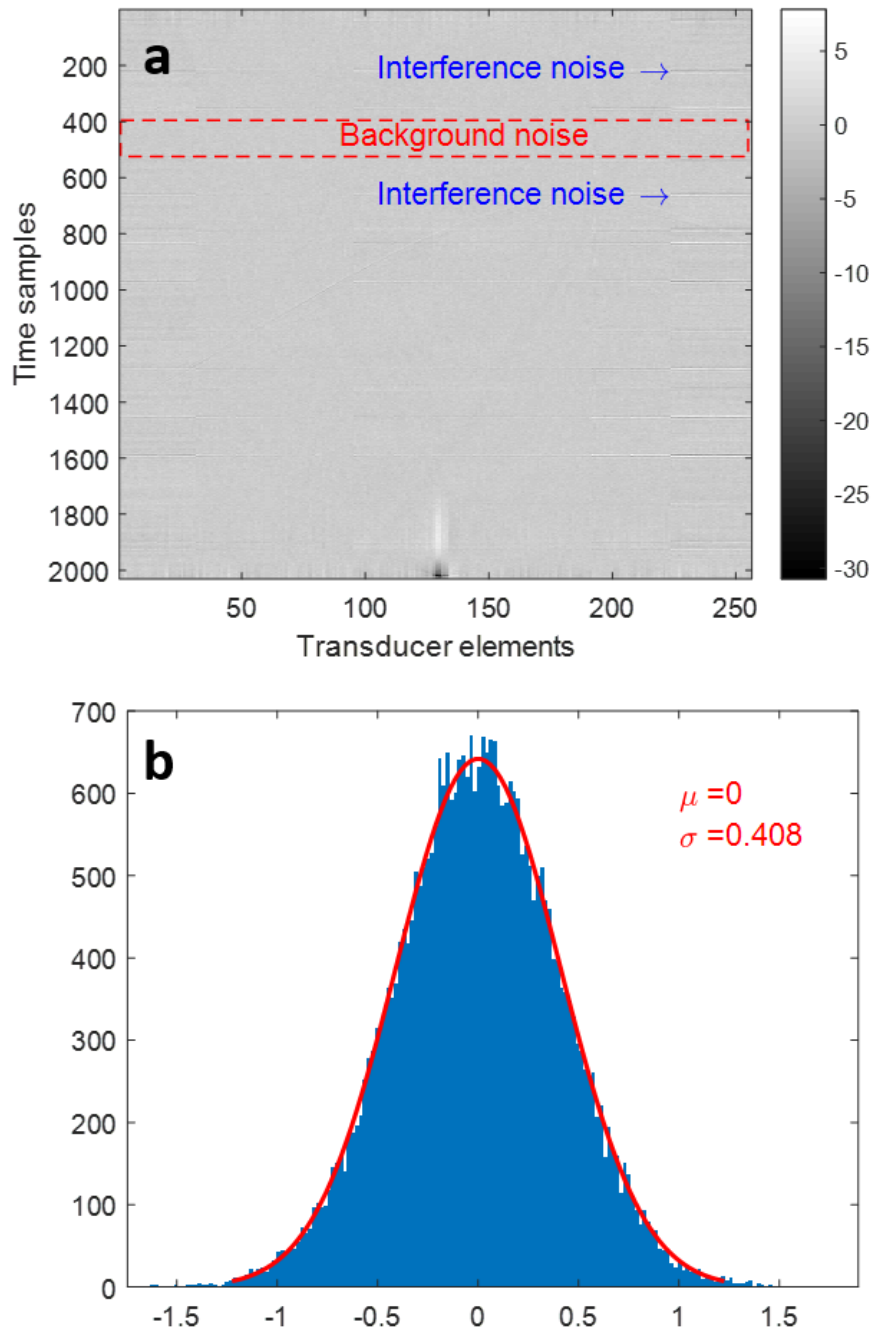 a
Interference noise →
Background noise
Interference noise →
Time samples
200
400
600
800
1000
1200
1400
1600
1800
2000
50 100 150 200 250
Transducer elements
5
0
-5
-10
-15
-20
-25
-30
b
μ =0
σ =0.408
700
600
500
400
300
200
100
0
-1.5 -1 -0.5 0 0.5 1 1.5